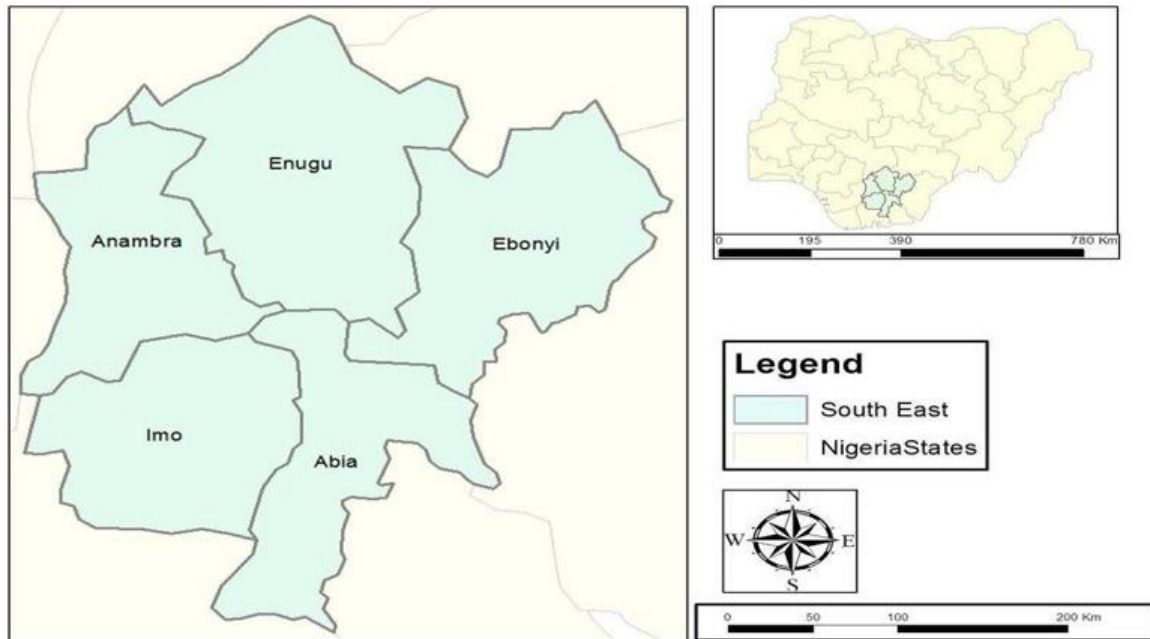 Enugu
Anambra
Ebonyi
Imo
Abia
0 195 390 780 Km
Legend
South East
NigeriaStates
N
W E
S
0 50 100 200 Km